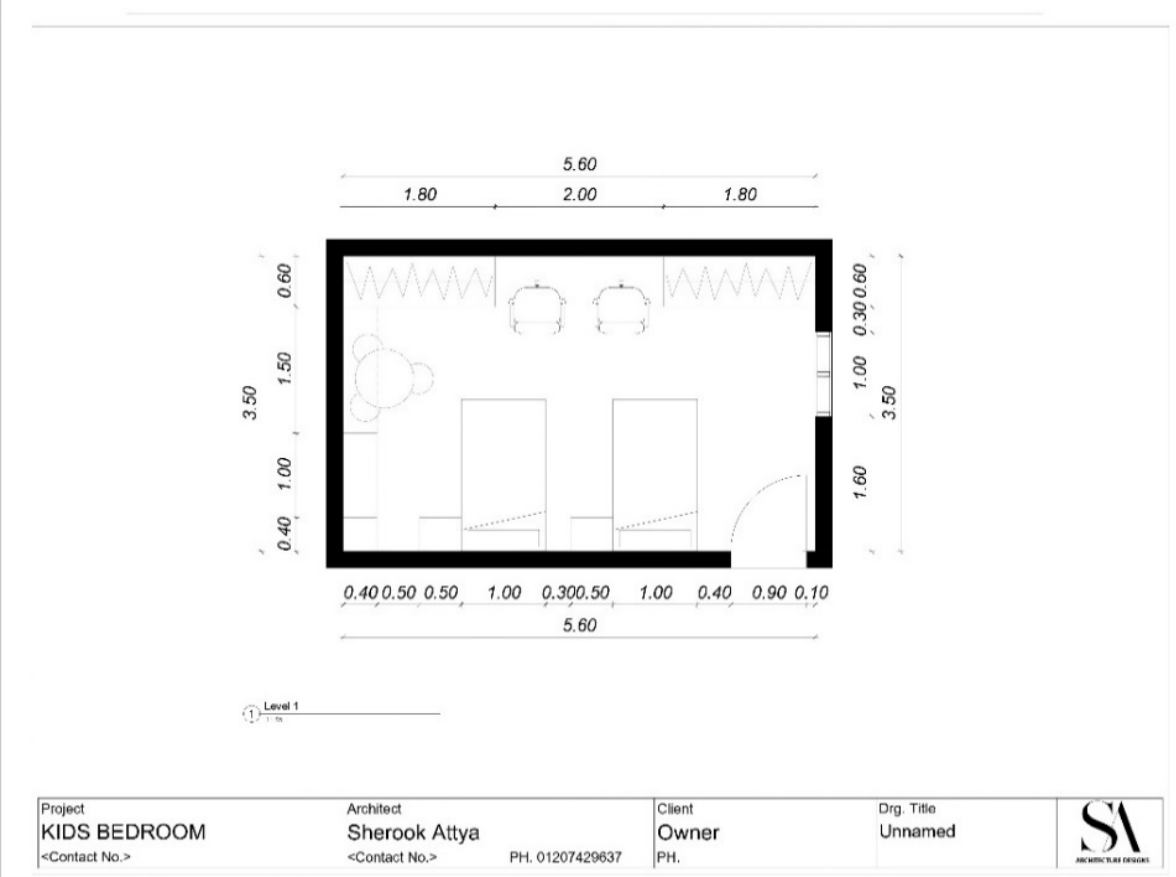 5.60
1.80 2.00 1.80
0.60
1.50
1.00
0.40
3.50
0.60
0.30
1.00
1.60
3.50
0.40 0.50 0.50 1.00 0.30 0.50 1.00 0.40 0.90 0.10
5.60
1 Level 1
Project
KIDS BEDROOM
<Contact No.>
Architect
Sherook Attya
<Contact No.> PH. 01207429637
Client
Owner
PH.
Drg. Title
Unnamed
SA
ARCHITECTURE DESIGNS